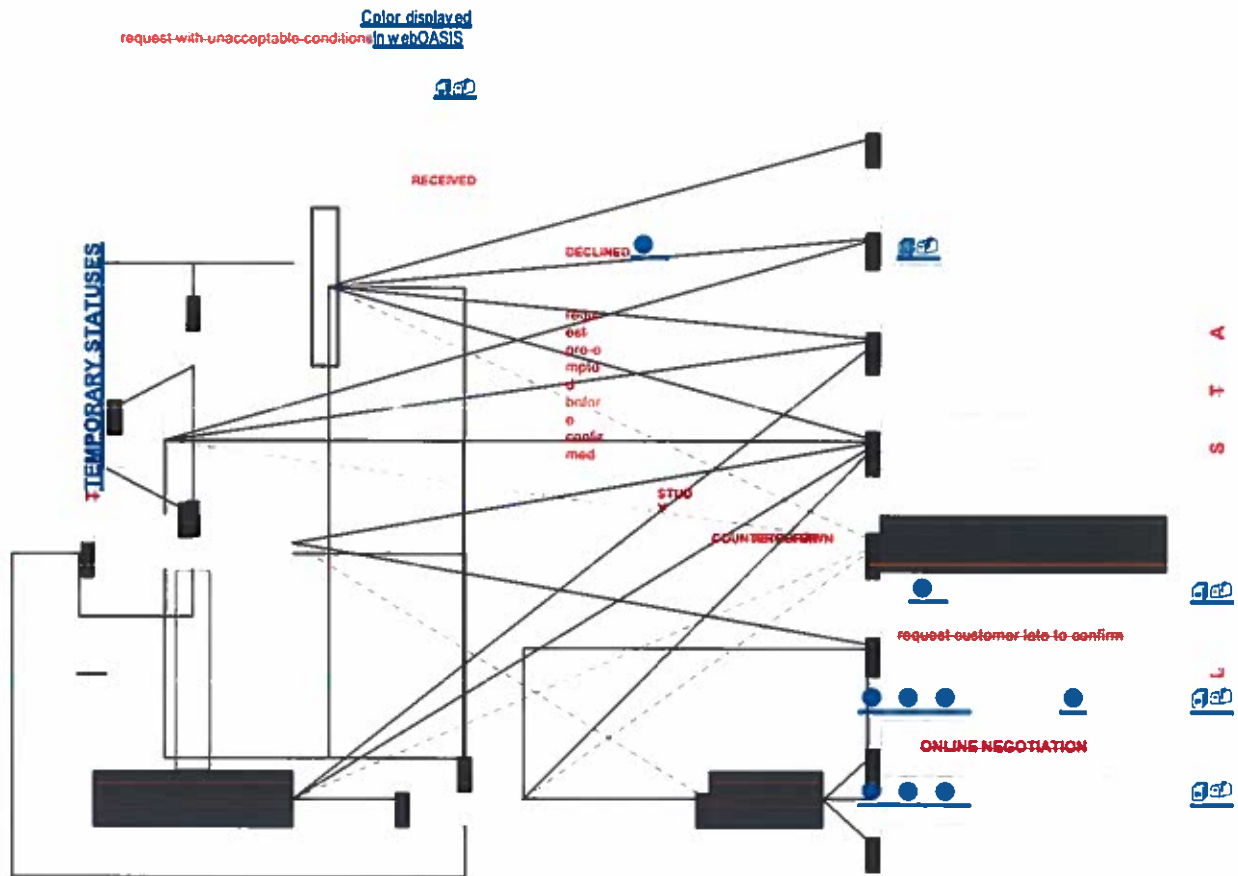 Color displayed
request with unacceptable conditions in webOASIS
RECEIVED
DECLINED
TEMPORARY STATUSES
T
A
T
S
L
requ
est
pre-e
mpte
d
befor
e
confir
med
STUD
Y
request customer late to confirm
ONLINE NEGOTIATION